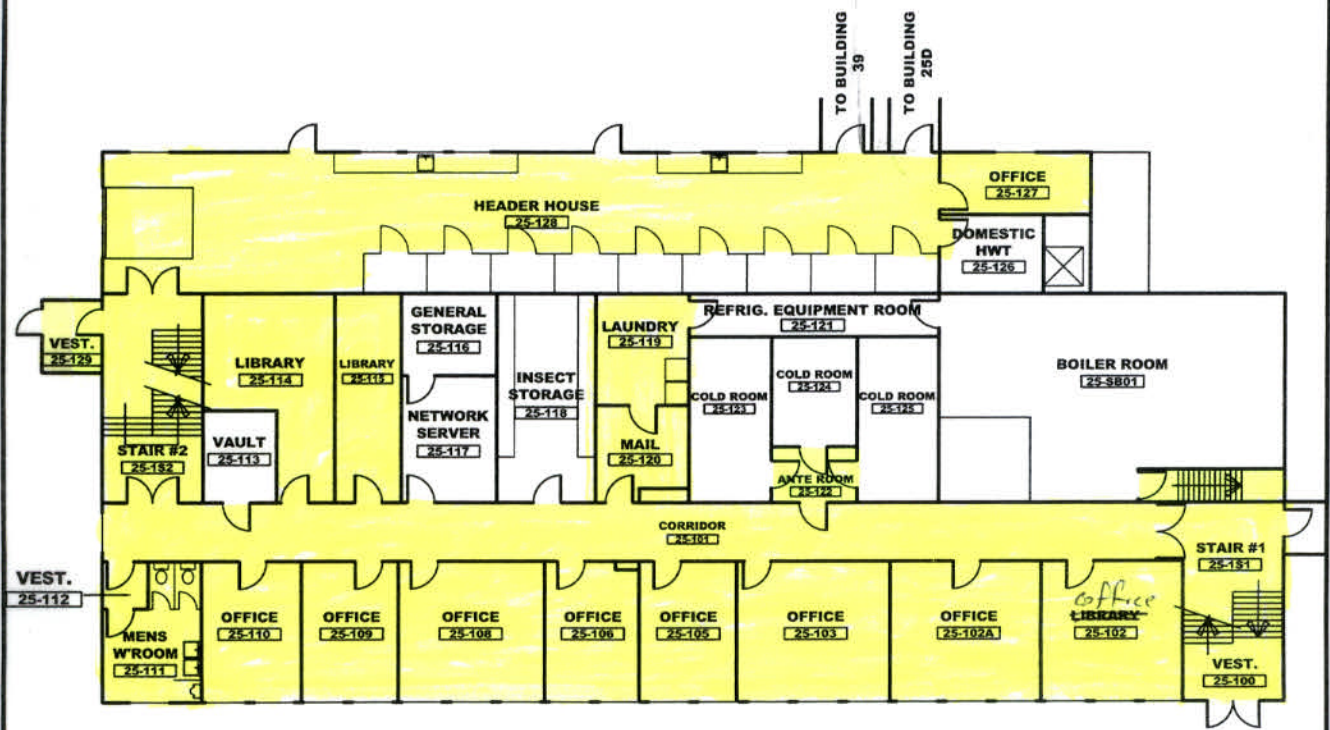 TO BUILDING
39
TO BUILDING
25D
OFFICE
25-127
HEADER HOUSE
25-128
DOMESTIC
HWT
25-126
VEST.
25-129
LIBRARY
25-114
LIBRARY
25-115
GENERAL
STORAGE
25-116
INSECT
STORAGE
25-118
LAUNDRY
25-119
REFRIG. EQUIPMENT ROOM
25-121
COLD ROOM
25-123
COLD ROOM
25-124
COLD ROOM
25-125
BOILER ROOM
25-SB01
STAIR #2
25-1S2
VAULT
25-113
NETWORK
SERVER
25-117
MAIL
25-120
ANTE ROOM
25-122
CORRIDOR
25-101
STAIR #1
25-1S1
VEST.
25-112
MENS
W'ROOM
25-111
OFFICE
25-110
OFFICE
25-109
OFFICE
25-108
OFFICE
25-106
OFFICE
25-105
OFFICE
25-103
OFFICE
25-102A
office
LIBRARY
25-102
VEST.
25-100